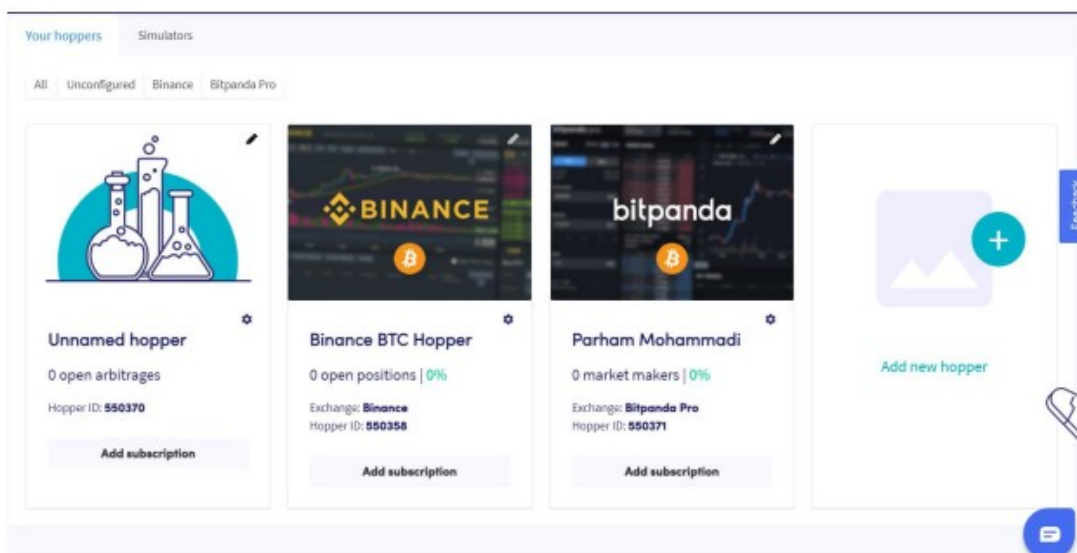 Your hoppers
Simulators
All
Unconfigured
Binance
Bitpanda Pro
Unnamed hopper
0 open arbitrages
Hopper ID: 550370
Add subscription
BINANCE
Binance BTC Hopper
0 open positions | 0%
Exchange: Binance
Hopper ID: 550358
Add subscription
bitpanda
Parham Mohammadi
0 market makers | 0%
Exchange: Bitpanda Pro
Hopper ID: 550371
Add subscription
Add new hopper
Feedback